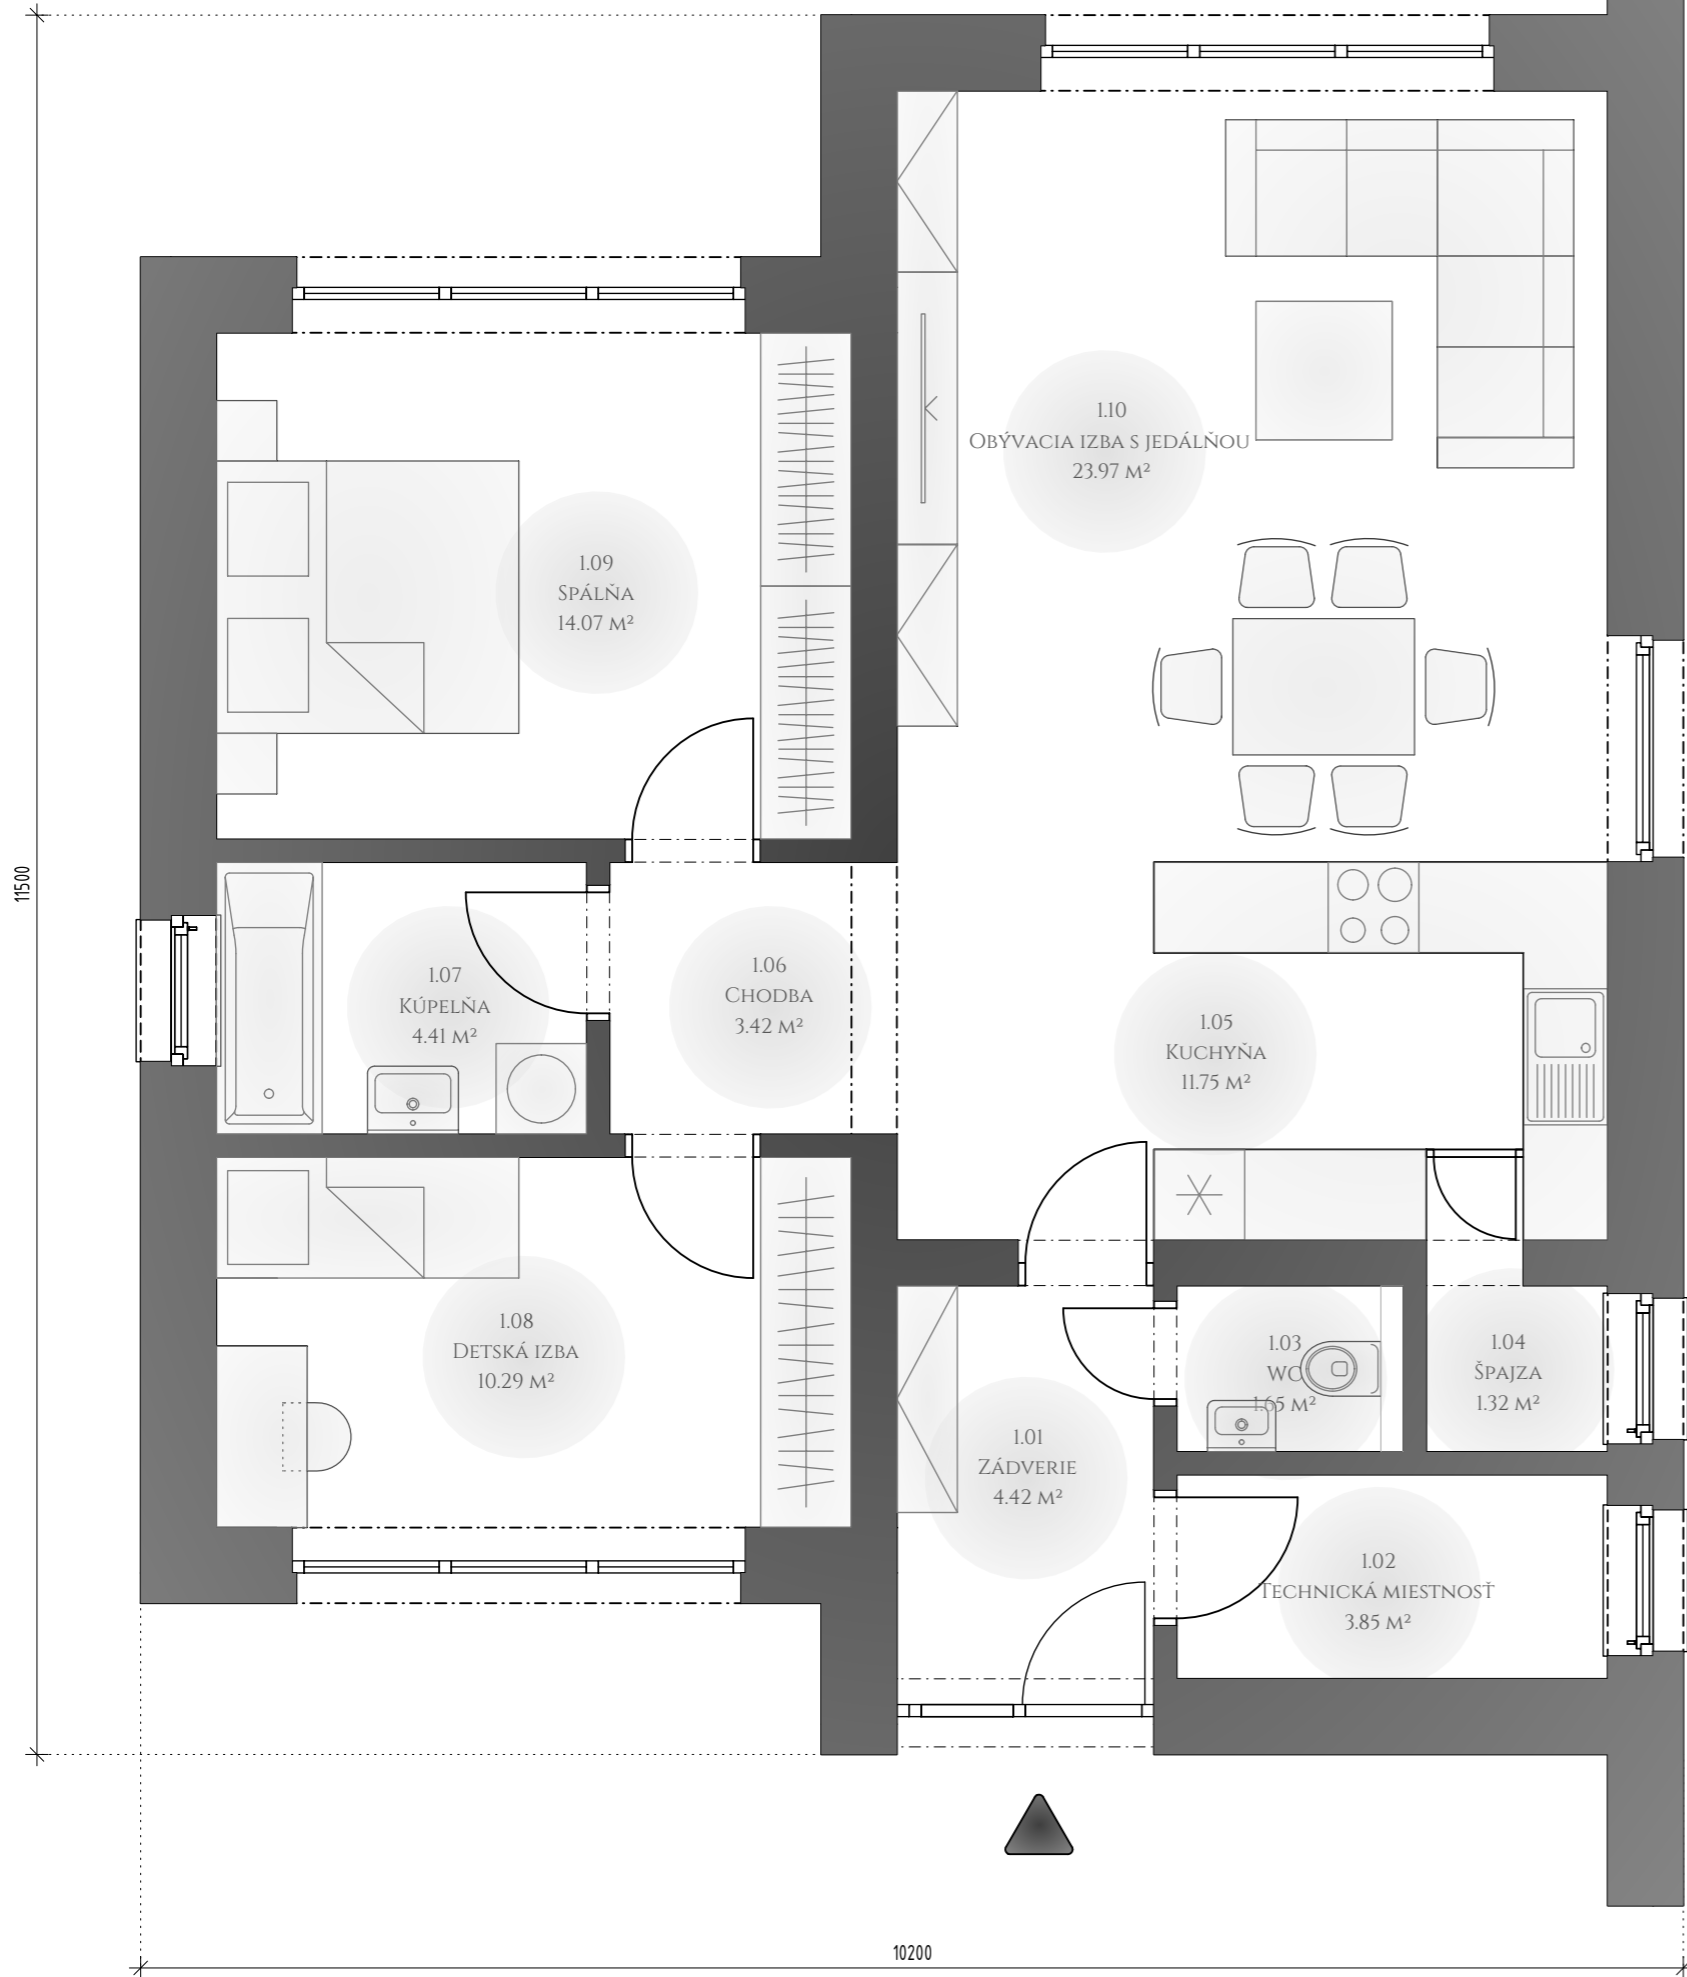 1.10
Obývacia izba s jedálňou
23.97 m²
1.09
Spálňa
14.07 m²
11500
1.07
Kúpelňa
4.41 m²
1.06
Chodba
3.42 m²
1.05
Kuchyňa
11.75 m²
1.08
Detská izba
10.29 m²
1.03
WC
1.65 m²
1.04
Špajza
1.32 m²
1.01
Zádverie
4.42 m²
1.02
Technická miestnosť
3.85 m²
10200